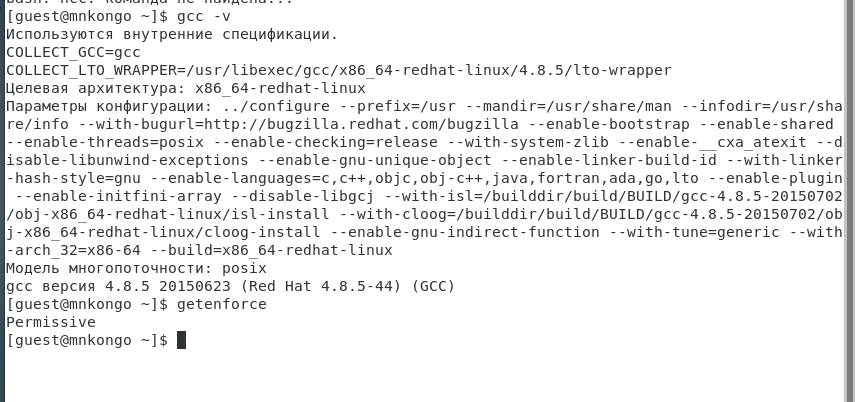 bash: gcc: команда не найдена...
[guest@mnkongo ~]$ gcc -v
Используются внутренние спецификации.
COLLECT_GCC=gcc
COLLECT_LTO_WRAPPER=/usr/libexec/gcc/x86_64-redhat-linux/4.8.5/lto-wrapper
Целевая архитектура: x86_64-redhat-linux
Параметры конфигурации: ../configure --prefix=/usr --mandir=/usr/share/man --infodir=/usr/sha
re/info --with-bugurl=http://bugzilla.redhat.com/bugzilla --enable-bootstrap --enable-shared
--enable-threads=posix --enable-checking=release --with-system-zlib --enable-__cxa_atexit --d
isable-libunwind-exceptions --enable-gnu-unique-object --enable-linker-build-id --with-linker
-hash-style=gnu --enable-languages=c,c++,objc,obj-c++,java,fortran,ada,go,lto --enable-plugin
 --enable-initfini-array --disable-libgcj --with-isl=/builddir/build/BUILD/gcc-4.8.5-20150702
/obj-x86_64-redhat-linux/isl-install --with-cloog=/builddir/build/BUILD/gcc-4.8.5-20150702/ob
j-x86_64-redhat-linux/cloog-install --enable-gnu-indirect-function --with-tune=generic --with
-arch_32=x86-64 --build=x86_64-redhat-linux
Модель многопоточности: posix
gcc версия 4.8.5 20150623 (Red Hat 4.8.5-44) (GCC)
[guest@mnkongo ~]$ getenforce
Permissive
[guest@mnkongo ~]$